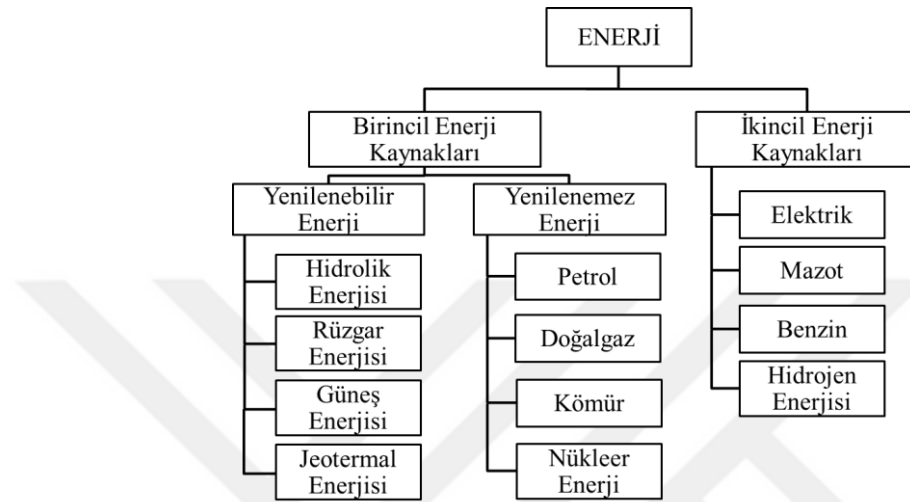 ENERJİ
Birincil Enerji
Kaynakları
İkincil Enerji
Kaynakları
Yenilenebilir
Enerji
Yenilenemez
Enerji
Hidrolik
Enerjisi
Rüzgar
Enerjisi
Güneş
Enerjisi
Jeotermal
Enerjisi
Petrol
Doğalgaz
Kömür
Nükleer
Enerji
Elektrik
Mazot
Benzin
Hidrojen
Enerjisi